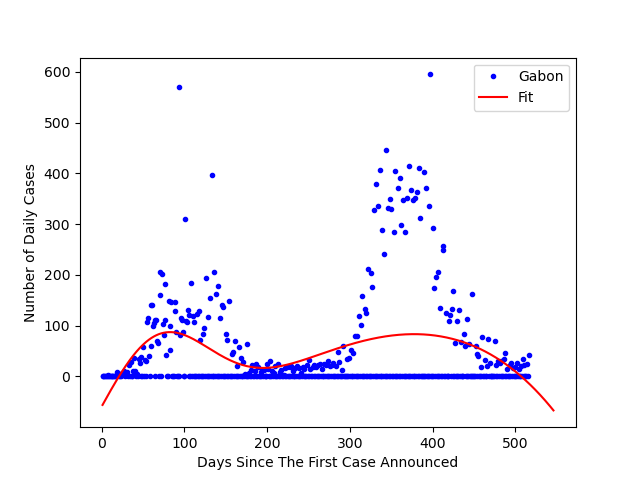 Gabon
Fit
600
500
400
300
200
100
0
0 100 200 300 400 500
Number of Daily Cases
Days Since The First Case Announced